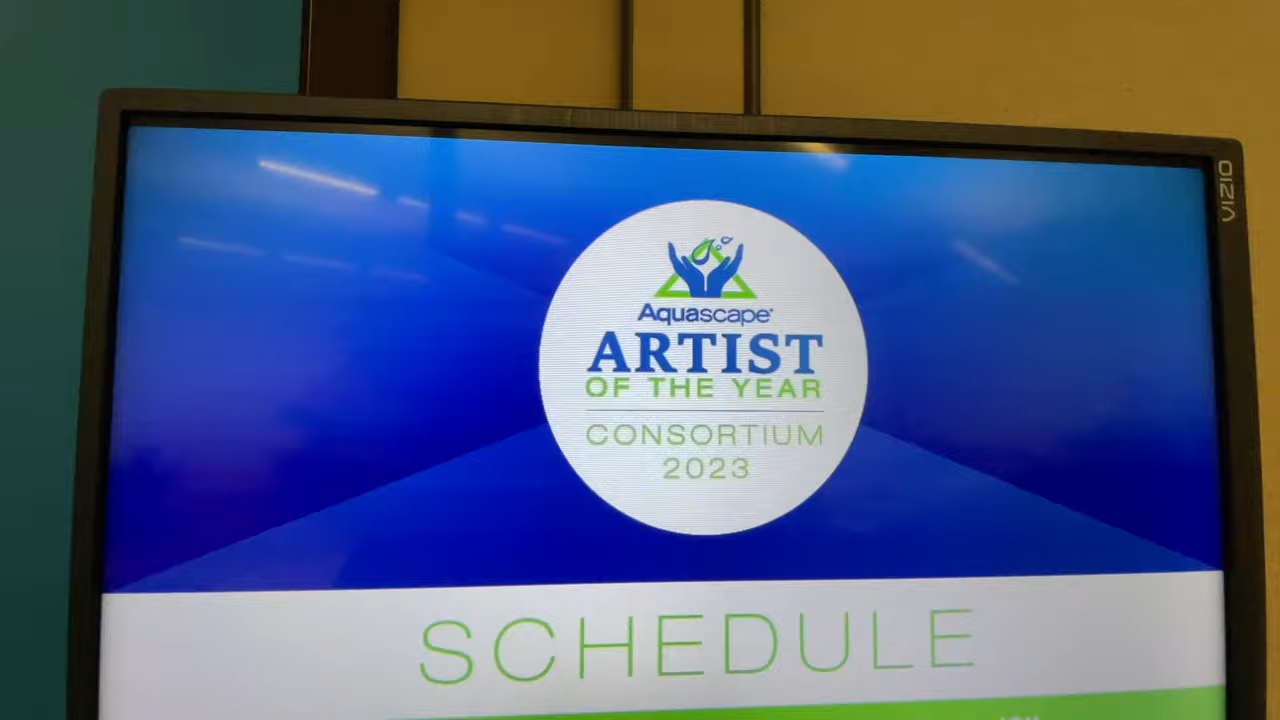 VIZIO
Aquascape®
ARTIST
OF THE YEAR
CONSORTIUM
2023
SCHEDULE